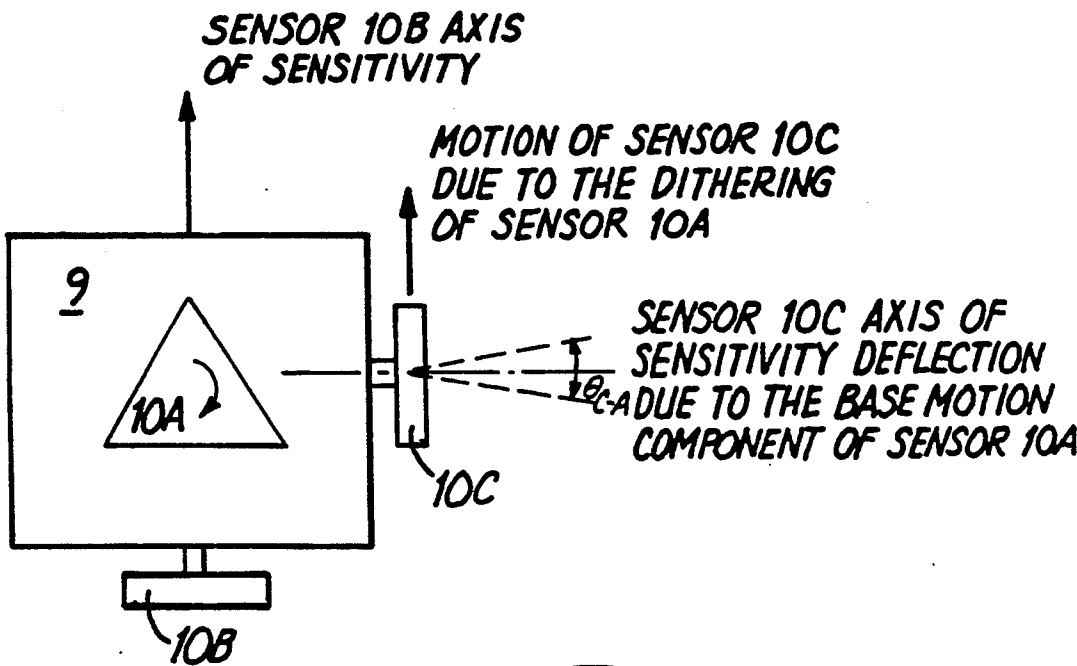 SENSOR 10B AXIS
OF SENSITIVITY
MOTION OF SENSOR 10C
DUE TO THE DITHERING
OF SENSOR 10A
9
10A
SENSOR 10C AXIS OF
SENSITIVITY DEFLECTION
θC-A DUE TO THE BASE MOTION
COMPONENT OF SENSOR 10A
10C
10B